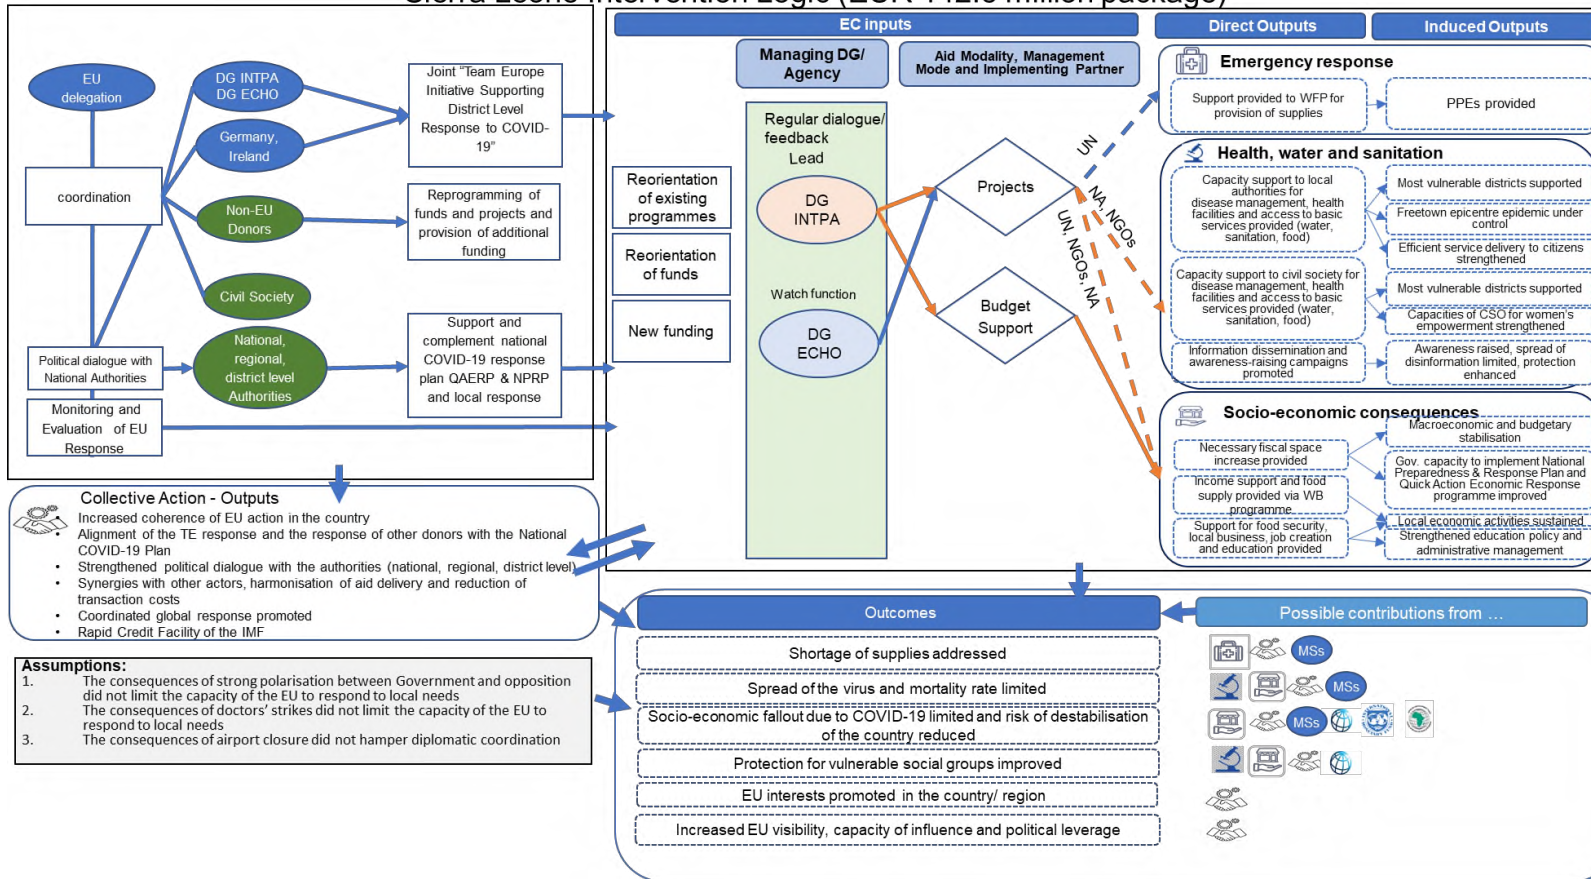 Sierra Leone Intervention Logic (EUR 142.6 million package)
EU
delegation
coordination
Political dialogue with
National Authorities
Monitoring and
Evaluation of EU
Response
DG INTPA
DG ECHO
Germany,
Ireland
Non-EU
Donors
Civil Society
National,
regional,
district level
Authorities
Joint “Team Europe
Initiative Supporting
District Level
Response to COVID-
19”
Reprogramming of
funds and projects and
provision of additional
funding
Support and
complement national
COVID-19 response
plan QAERP & NPRP
and local response
EC inputs
Managing DG/
Agency
Aid Modality, Management
Mode and Implementing Partner
Reorientation
of existing
programmes
Reorientation
of funds
New funding
Regular dialogue/
feedback
Lead
DG
INTPA
Watch function
DG
ECHO
Projects
Budget
Support
UN
NA, NGOs
UN, NGOs, NA
Direct Outputs
Induced Outputs
Emergency response
Support provided to WFP for
provision of supplies
PPEs provided
Health, water and sanitation
Capacity support to local
authorities for
disease management, health
facilities and access to basic
services provided (water,
sanitation, food)
Most vulnerable districts supported
Freetown epicentre epidemic under
control
Efficient service delivery to citizens
strengthened
Capacity support to civil society for
disease management, health
facilities and access to basic
services provided (water,
sanitation, food)
Most vulnerable districts supported
Capacities of CSO for women’s
empowerment strengthened
Information dissemination and
awareness-raising campaigns
promoted
Awareness raised, spread of
disinformation limited, protection
enhanced
Socio-economic consequences
Necessary fiscal space
increase provided
Income support and food
supply provided via WB
programme.
Support for food security,
local business, job creation
and education provided
Macroeconomic and budgetary
stabilisation
Gov. capacity to implement National
Preparedness & Response Plan and
Quick Action Economic Response
programme improved
Local economic activities sustained
Strengthened education policy and
administrative management
Collective Action - Outputs
• Increased coherence of EU action in the country
• Alignment of the TE response and the response of other donors with the National
COVID-19 Plan
• Strengthened political dialogue with the authorities (national, regional, district level)
• Synergies with other actors, harmonisation of aid delivery and reduction of
transaction costs
• Coordinated global response promoted
• Rapid Credit Facility of the IMF
Assumptions:
1. The consequences of strong polarisation between Government and opposition
did not limit the capacity of the EU to respond to local needs
2. The consequences of doctors’ strikes did not limit the capacity of the EU to
respond to local needs
3. The consequences of airport closure did not hamper diplomatic coordination
Outcomes
Shortage of supplies addressed
Spread of the virus and mortality rate limited
Socio-economic fallout due to COVID-19 limited and risk of destabilisation
of the country reduced
Protection for vulnerable social groups improved
EU interests promoted in the country/ region
Increased EU visibility, capacity of influence and political leverage
Possible contributions from …
MSs
MSs
MSs